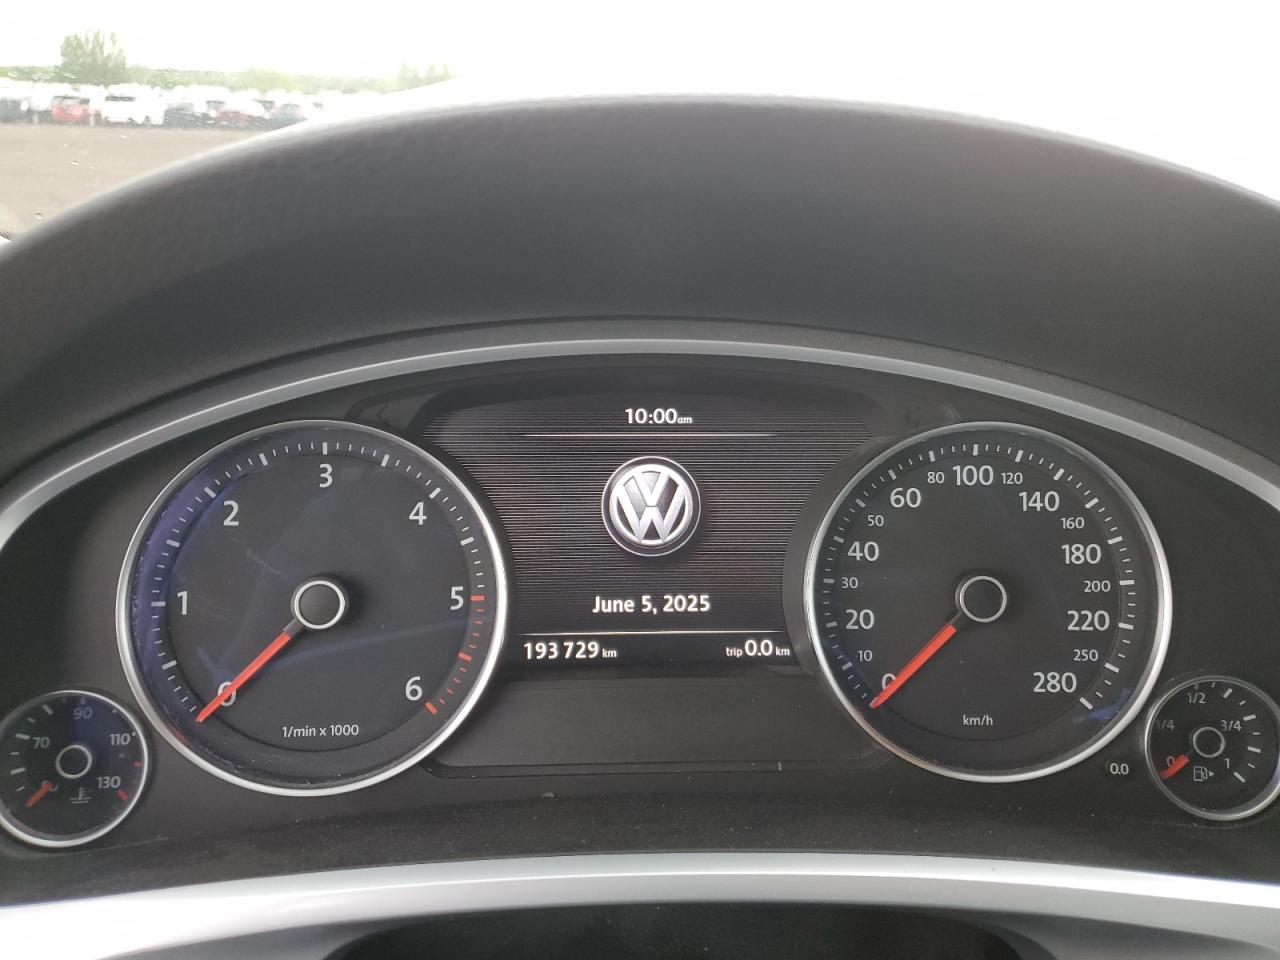 10:00am
June 5, 2025
193 729 km
trip 0.0 km
0 1 2 3 4 5 6
1/min x 1000
0 10 20 30 40 50 60 80 100 120 140 160 180 200 220 250 280
km/h
70 90 110 130
0 1/4 1/2 3/4 1
0.0